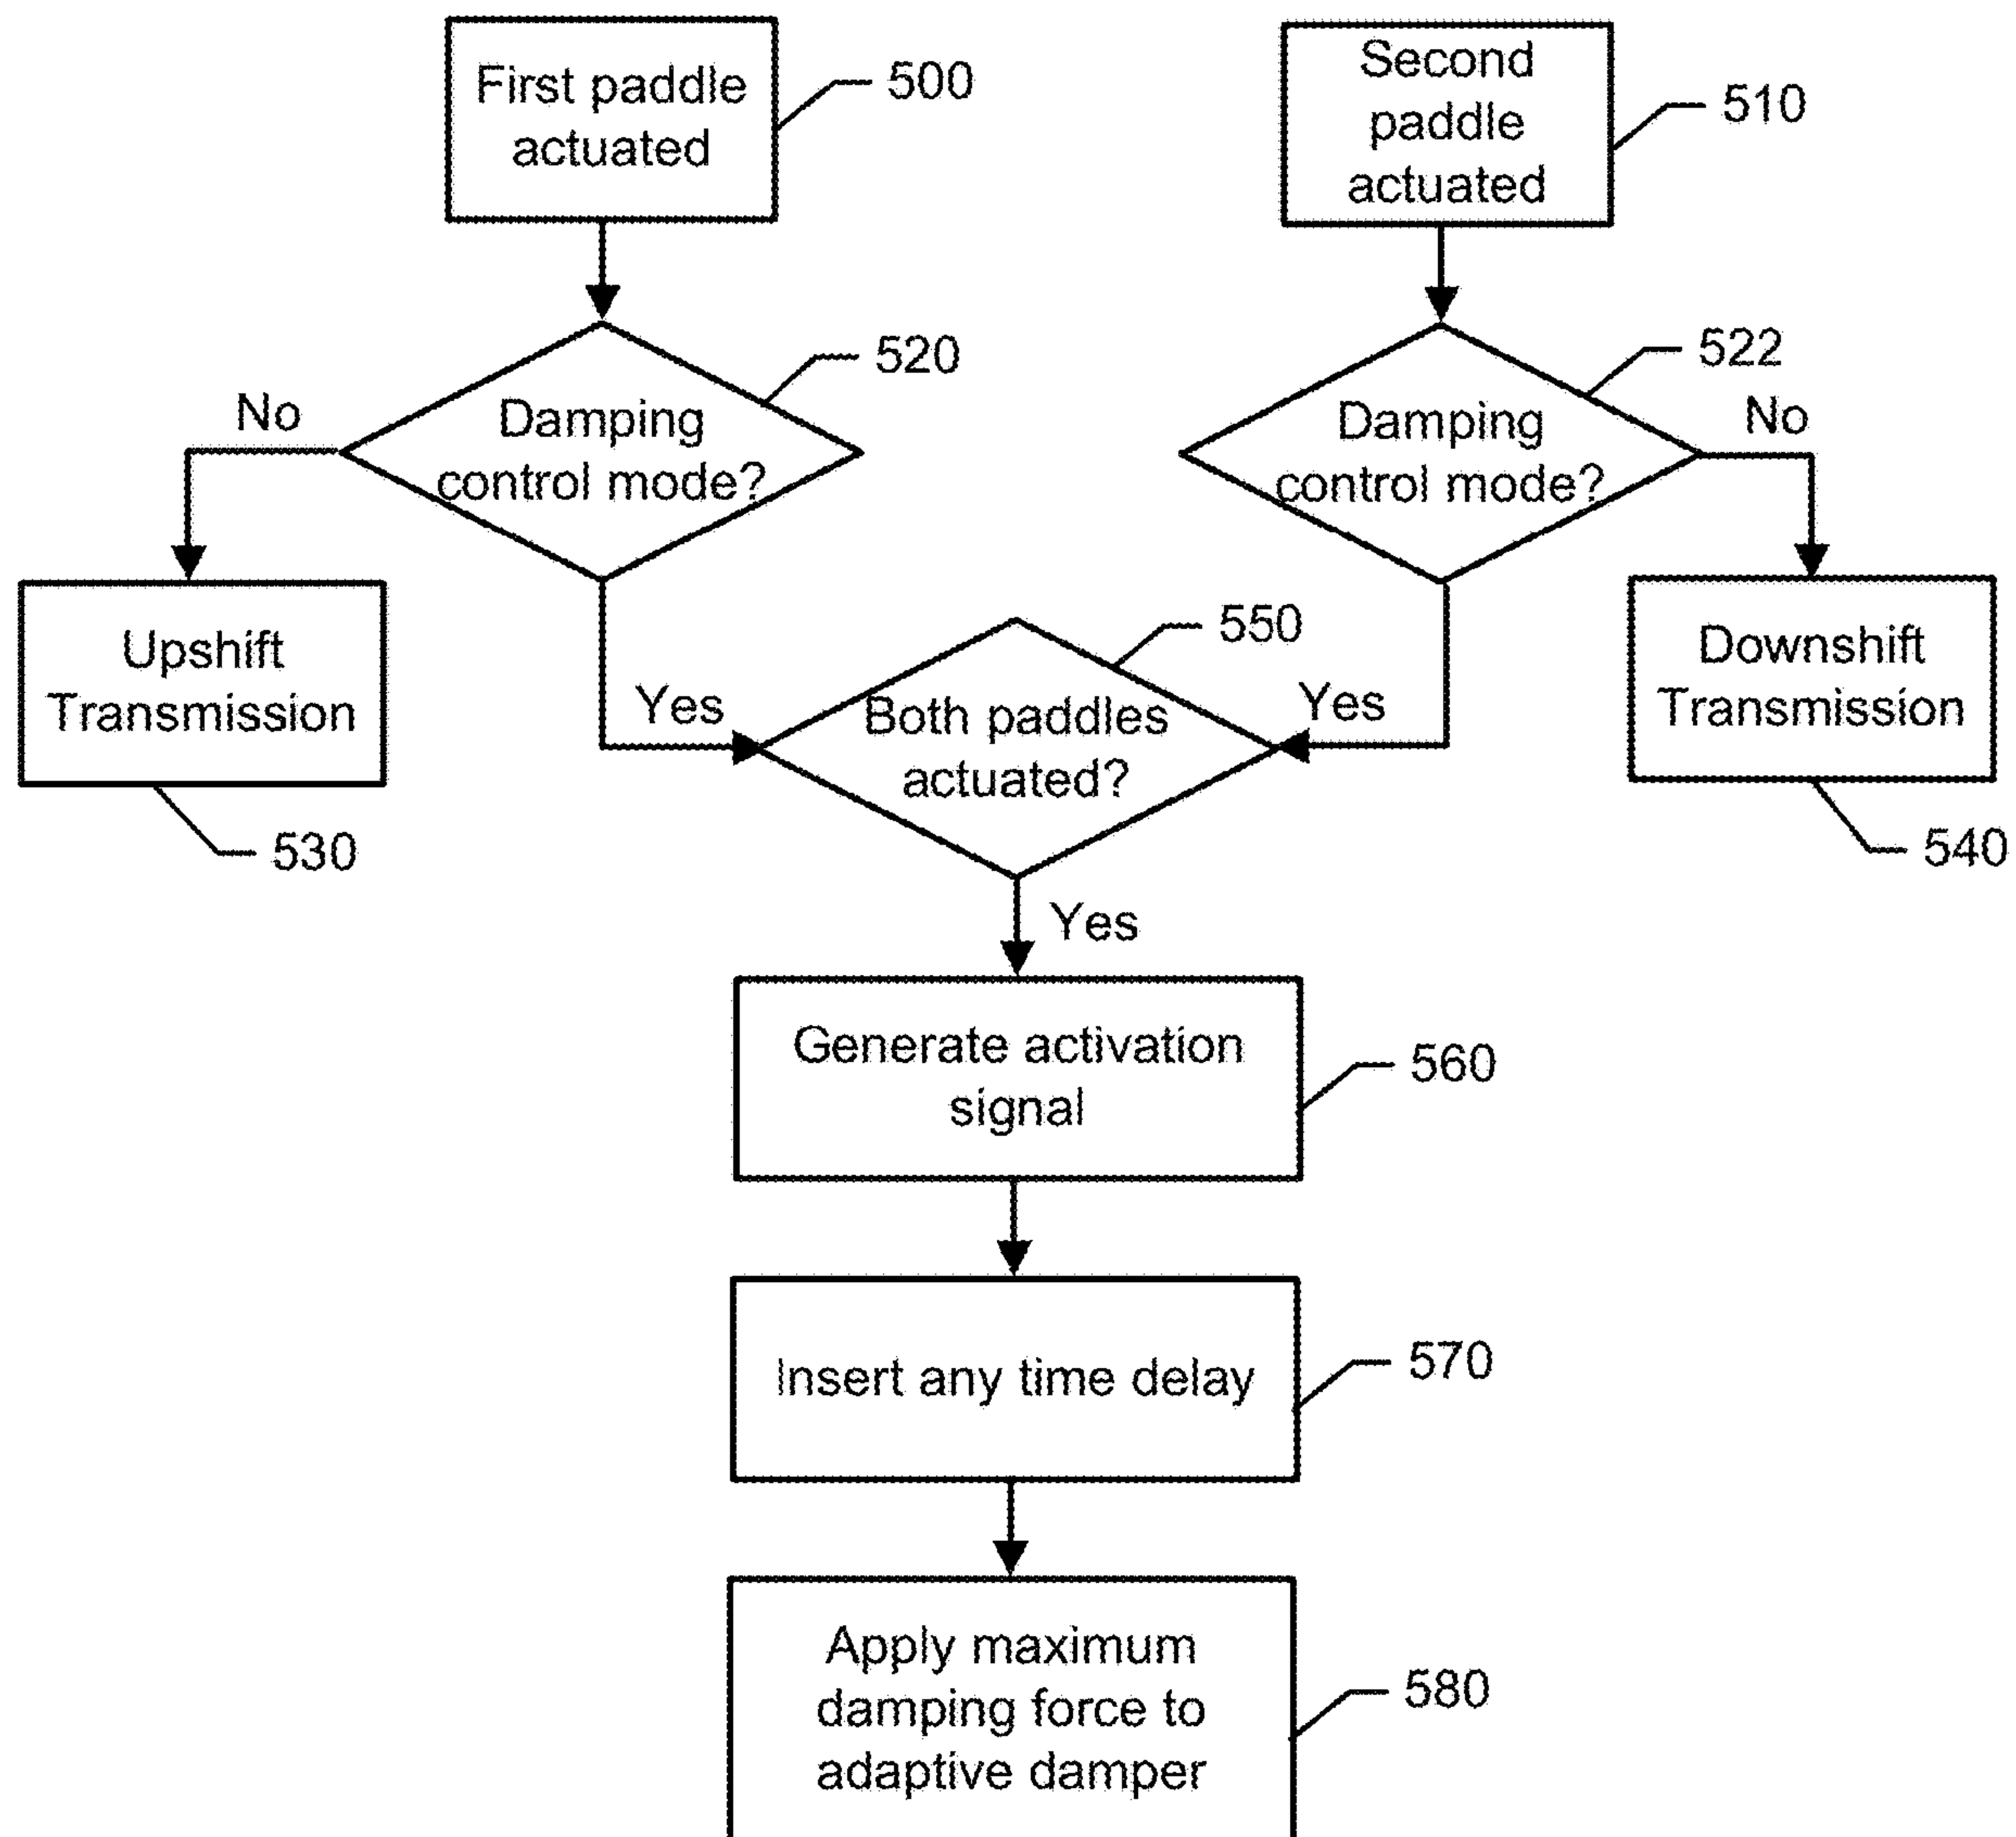 First paddle
actuated
500
Second
paddle
actuated
510
520
522
No
Damping
control mode?
Damping
control mode?
No
Upshift
Transmission
530
550
Downshift
Transmission
540
Yes
Both paddles
actuated?
Yes
Yes
Generate activation
signal
560
Insert any time delay
570
Apply maximum
damping force to
adaptive damper
580